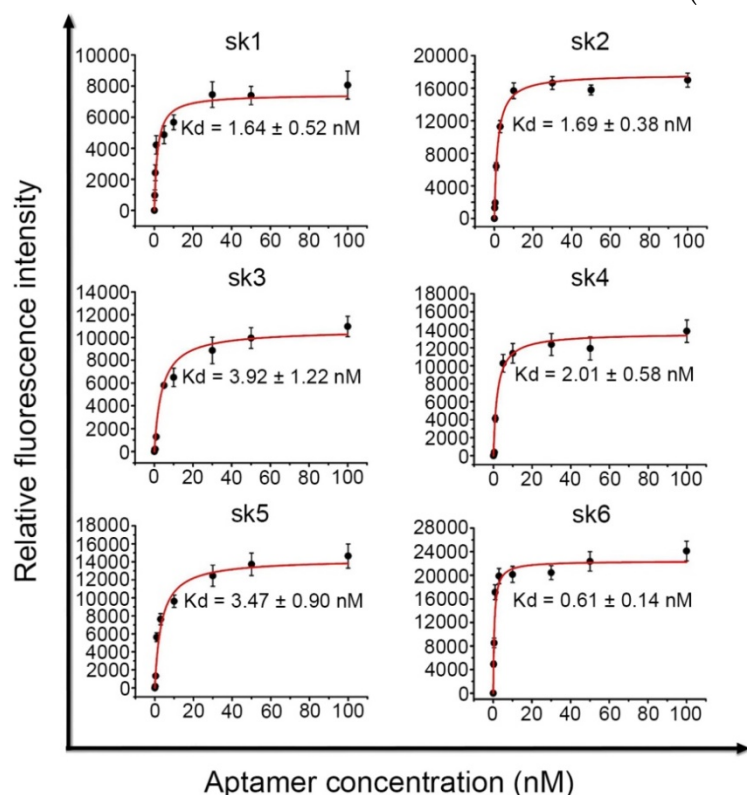 (
sk1
10000
8000
6000
4000
2000
0
0 20 40 60 80 100
Kd = 1.64 ± 0.52 nM
sk2
20000
16000
12000
8000
4000
0
0 20 40 60 80 100
Kd = 1.69 ± 0.38 nM
sk3
14000
12000
10000
8000
6000
4000
2000
0
0 20 40 60 80 100
Kd = 3.92 ± 1.22 nM
sk4
18000
16000
14000
12000
10000
8000
6000
4000
2000
0
0 20 40 60 80 100
Kd = 2.01 ± 0.58 nM
sk5
18000
16000
14000
12000
10000
8000
6000
4000
2000
0
0 20 40 60 80 100
Kd = 3.47 ± 0.90 nM
sk6
28000
24000
20000
16000
12000
8000
4000
0
0 20 40 60 80 100
Kd = 0.61 ± 0.14 nM
Relative fluorescence intensity
Aptamer concentration (nM)